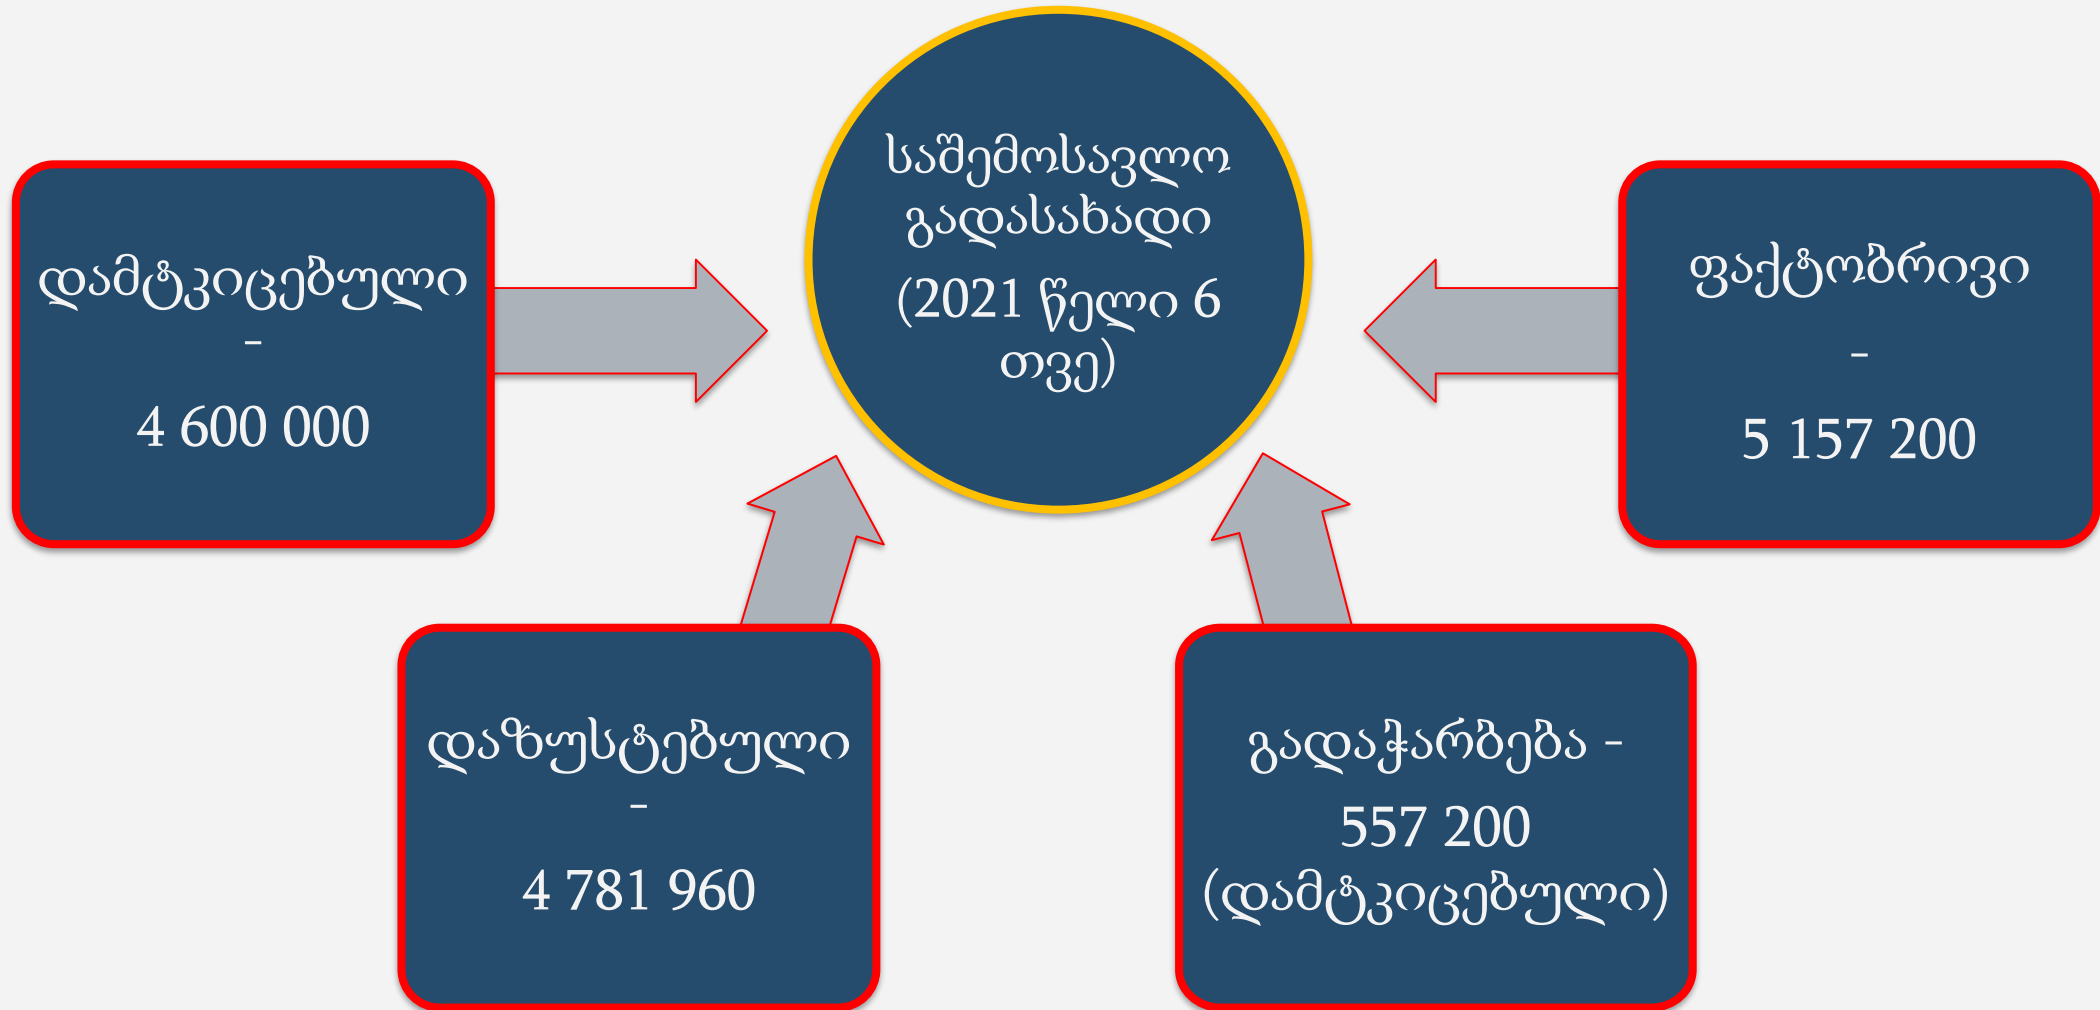 საშემოსავლო
გადასახადი
(2021 წელი 6
თვე)
დამტკიცებული
-
4 600 000
დაზუსტებული
-
4 781 960
გადაჭარბება -
557 200
(დამტკიცებული)
ფაქტობრივი
-
5 157 200